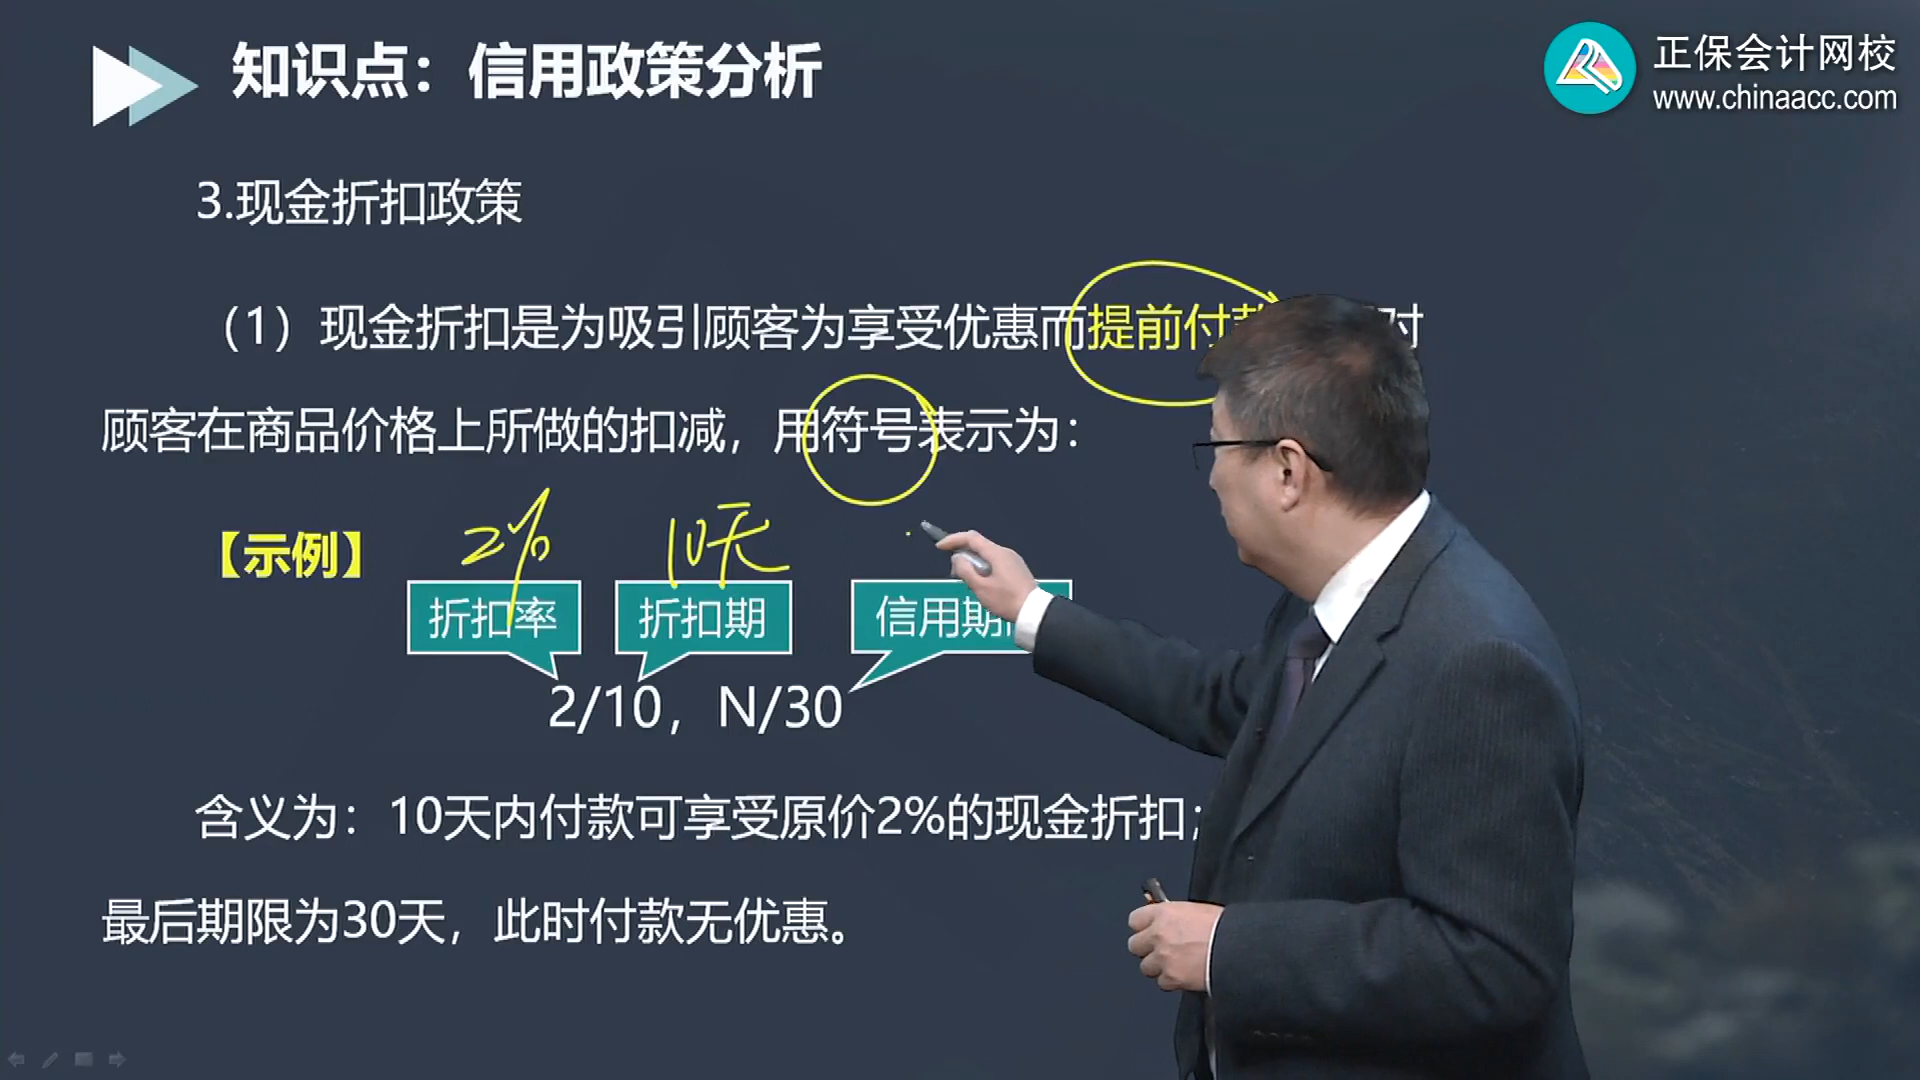 知识点：信用政策分析
正保会计网校
www.chinaacc.com
3.现金折扣政策
（1）现金折扣是为吸引顾客为享受优惠而提前付款 对
顾客在商品价格上所做的扣减，用符号表示为：
2% 10天
【示例】
折扣率 折扣期 信用期
2/10，N/30
含义为：10天内付款可享受原价2%的现金折扣；
最后期限为30天，此时付款无优惠。